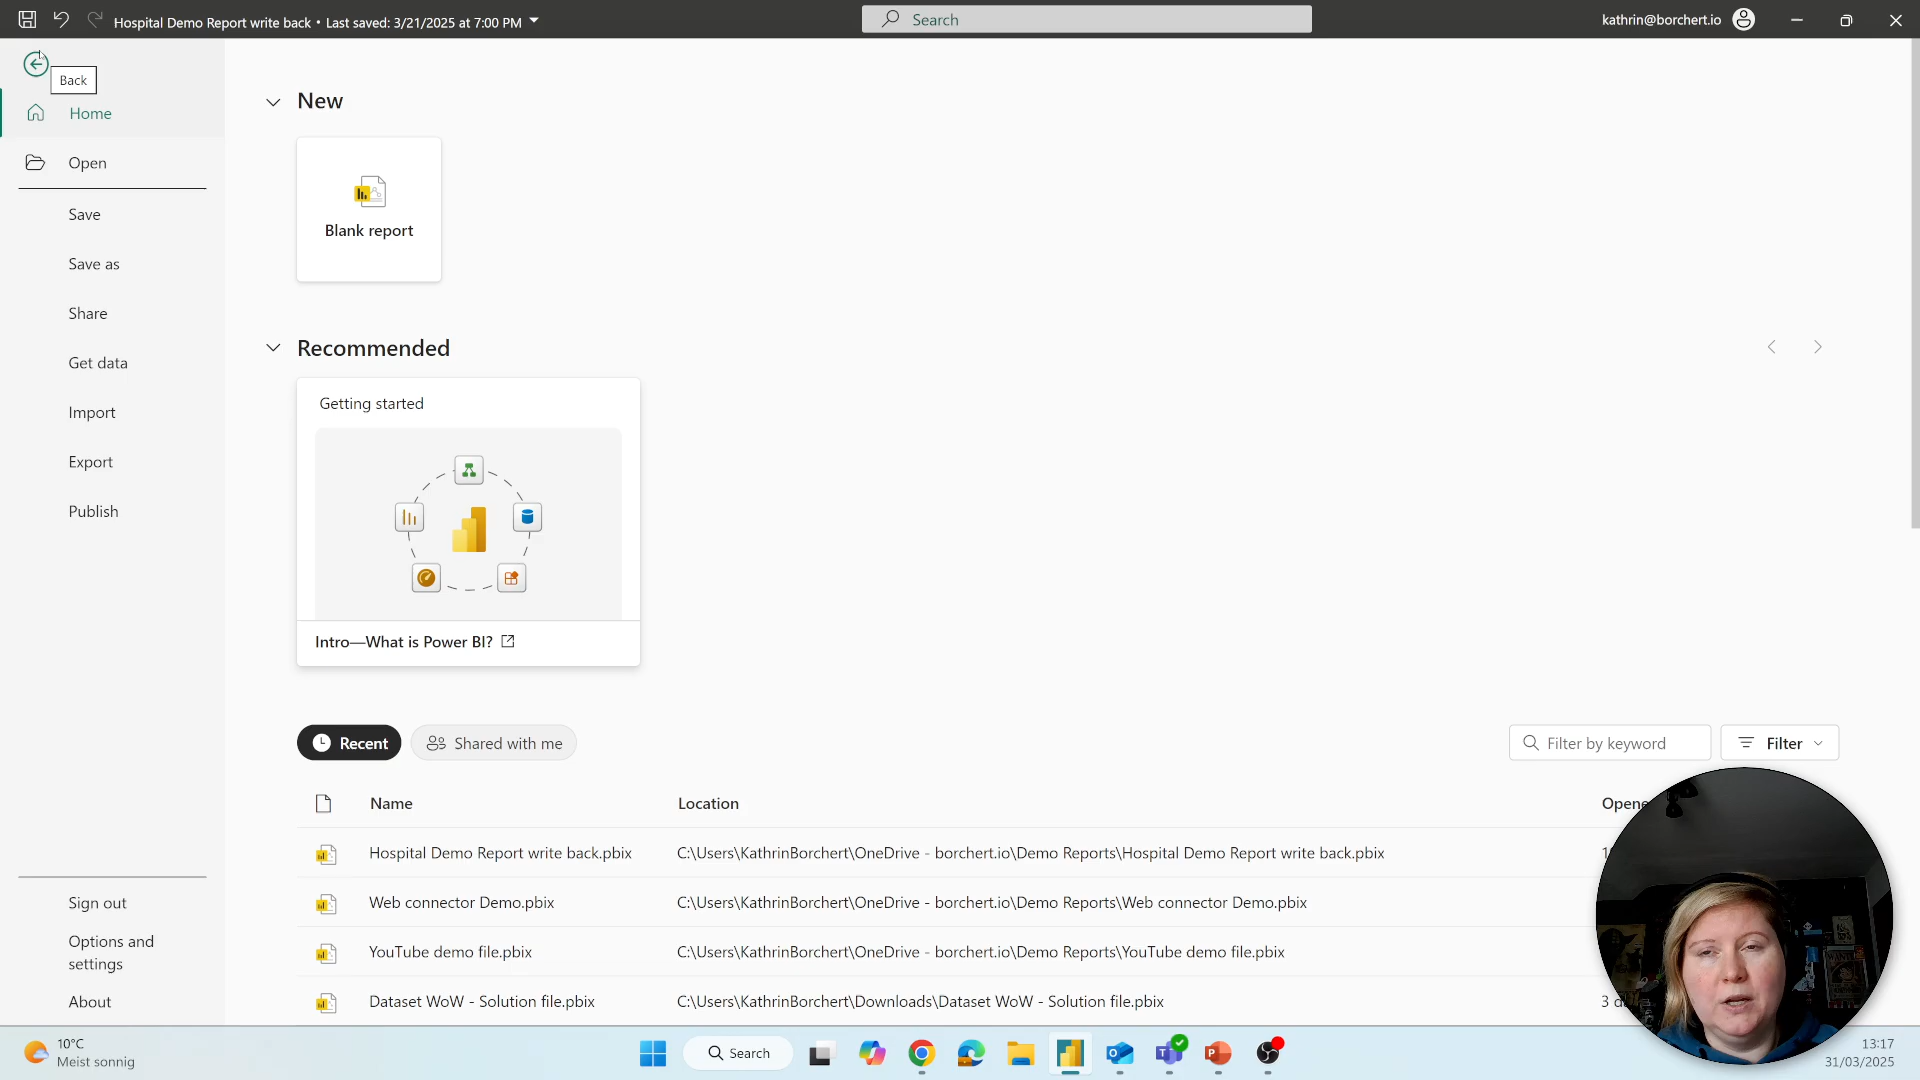 Hospital Demo Report write back • Last saved: 3/21/2025 at 7:00 PM
Search
kathrin@borchert.io
Back
Home
Open
Save
Save as
Share
Get data
Import
Export
Publish
Sign out
Options and
settings
About
New
Blank report
Recommended
Getting started
Intro—What is Power BI?
Recent
Shared with me
Filter by keyword
Filter
Name
Location
Hospital Demo Report write back.pbix
C:\Users\KathrinBorchert\OneDrive - borchert.io\Demo Reports\Hospital Demo Report write back.pbix
Web connector Demo.pbix
C:\Users\KathrinBorchert\OneDrive - borchert.io\Demo Reports\Web connector Demo.pbix
YouTube demo file.pbix
C:\Users\KathrinBorchert\OneDrive - borchert.io\Demo Reports\YouTube demo file.pbix
Dataset WoW - Solution file.pbix
C:\Users\KathrinBorchert\Downloads\Dataset WoW - Solution file.pbix
3
10°C
Meist sonnig
Search
13:17
31/03/2025